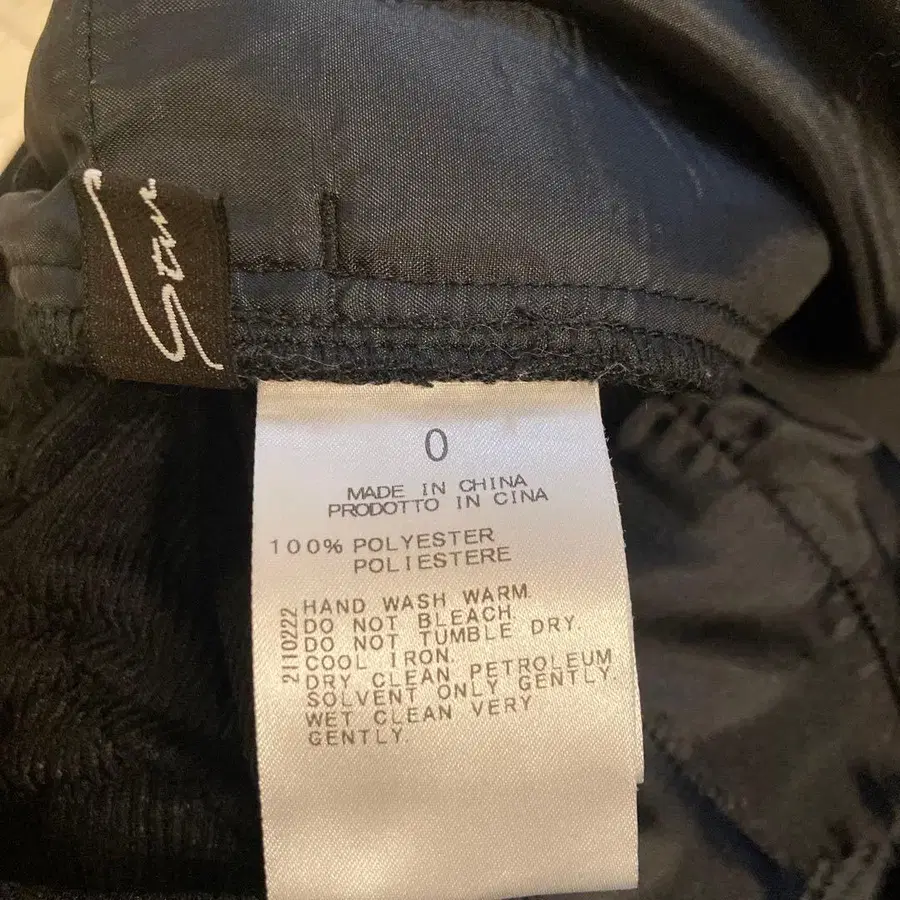 0
MADE IN CHINA
PRODOTTO IN CINA
100% POLYESTER
POLIESTERE
HAND WASH WARM.
DO NOT BLEACH.
DO NOT TUMBLE DRY.
COOL IRON.
DRY CLEAN PETROLEUM
SOLVENT ONLY GENTLY.
WET CLEAN VERY
GENTLY.
2110222